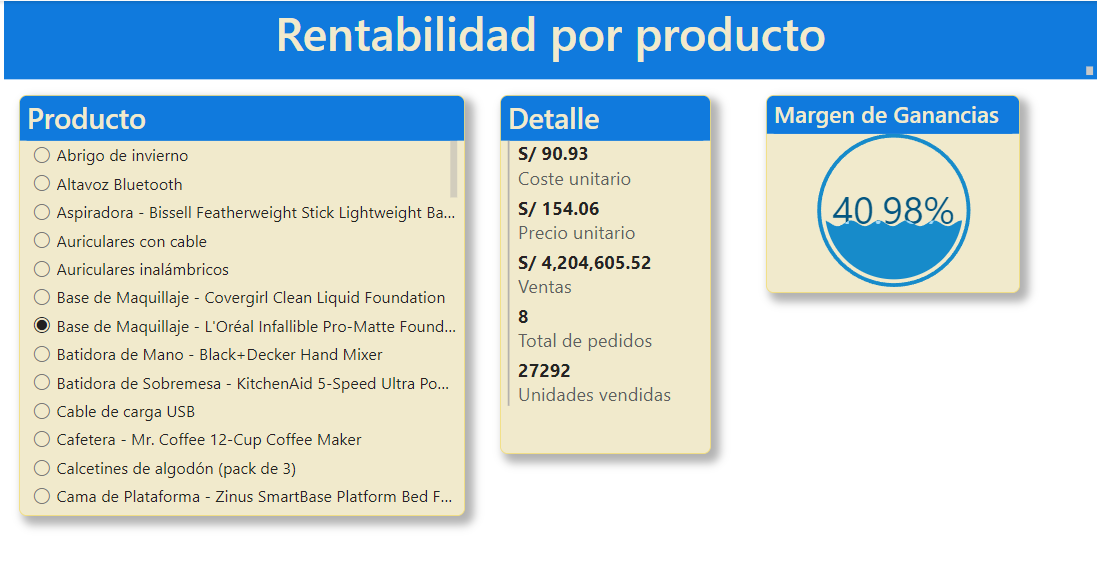 Rentabilidad por producto
Producto
Abrigo de invierno
Altavoz Bluetooth
Aspiradora - Bissell Featherweight Stick Lightweight Ba...
Auriculares con cable
Auriculares inalámbricos
Base de Maquillaje - Covergirl Clean Liquid Foundation
Base de Maquillaje - L'Oréal Infallible Pro-Matte Found...
Batidora de Mano - Black+Decker Hand Mixer
Batidora de Sobremesa - KitchenAid 5-Speed Ultra Po...
Cable de carga USB
Cafetera - Mr. Coffee 12-Cup Coffee Maker
Calcetines de algodón (pack de 3)
Cama de Plataforma - Zinus SmartBase Platform Bed F...
Detalle
S/ 90.93
Coste unitario
S/ 154.06
Precio unitario
S/ 4,204,605.52
Ventas
8
Total de pedidos
27292
Unidades vendidas
Margen de Ganancias
40.98%